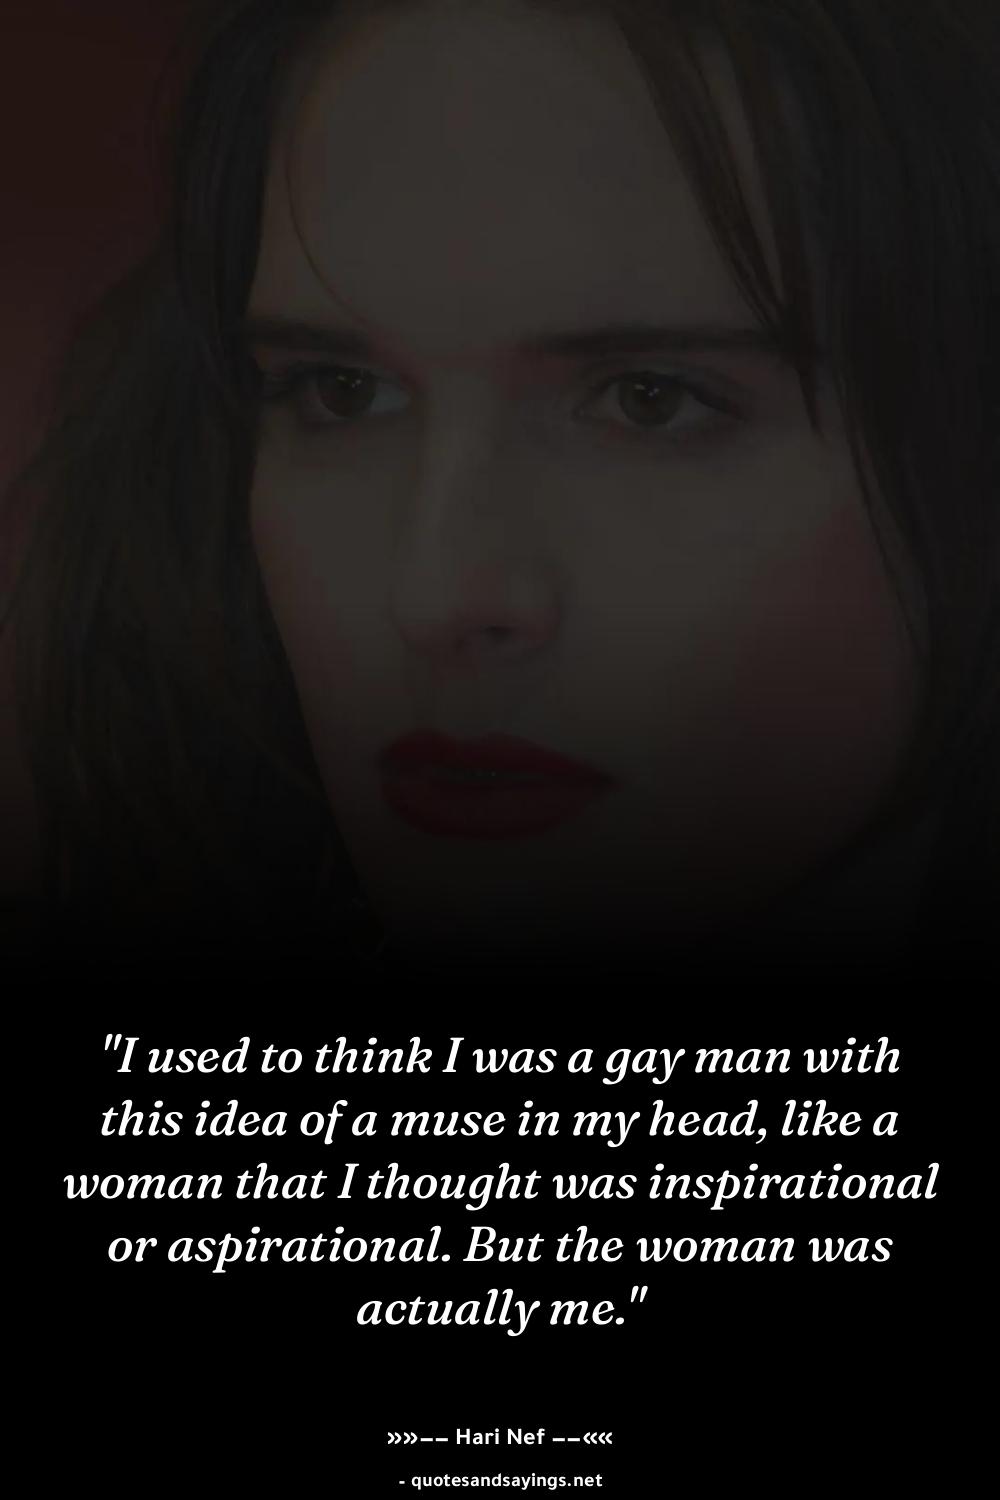 "I used to think I was a gay man with
this idea of a muse in my head, like a
woman that I thought was inspirational
or aspirational. But the woman was
actually me."
»»−− Hari Nef −−««
- quotesandsayings.net